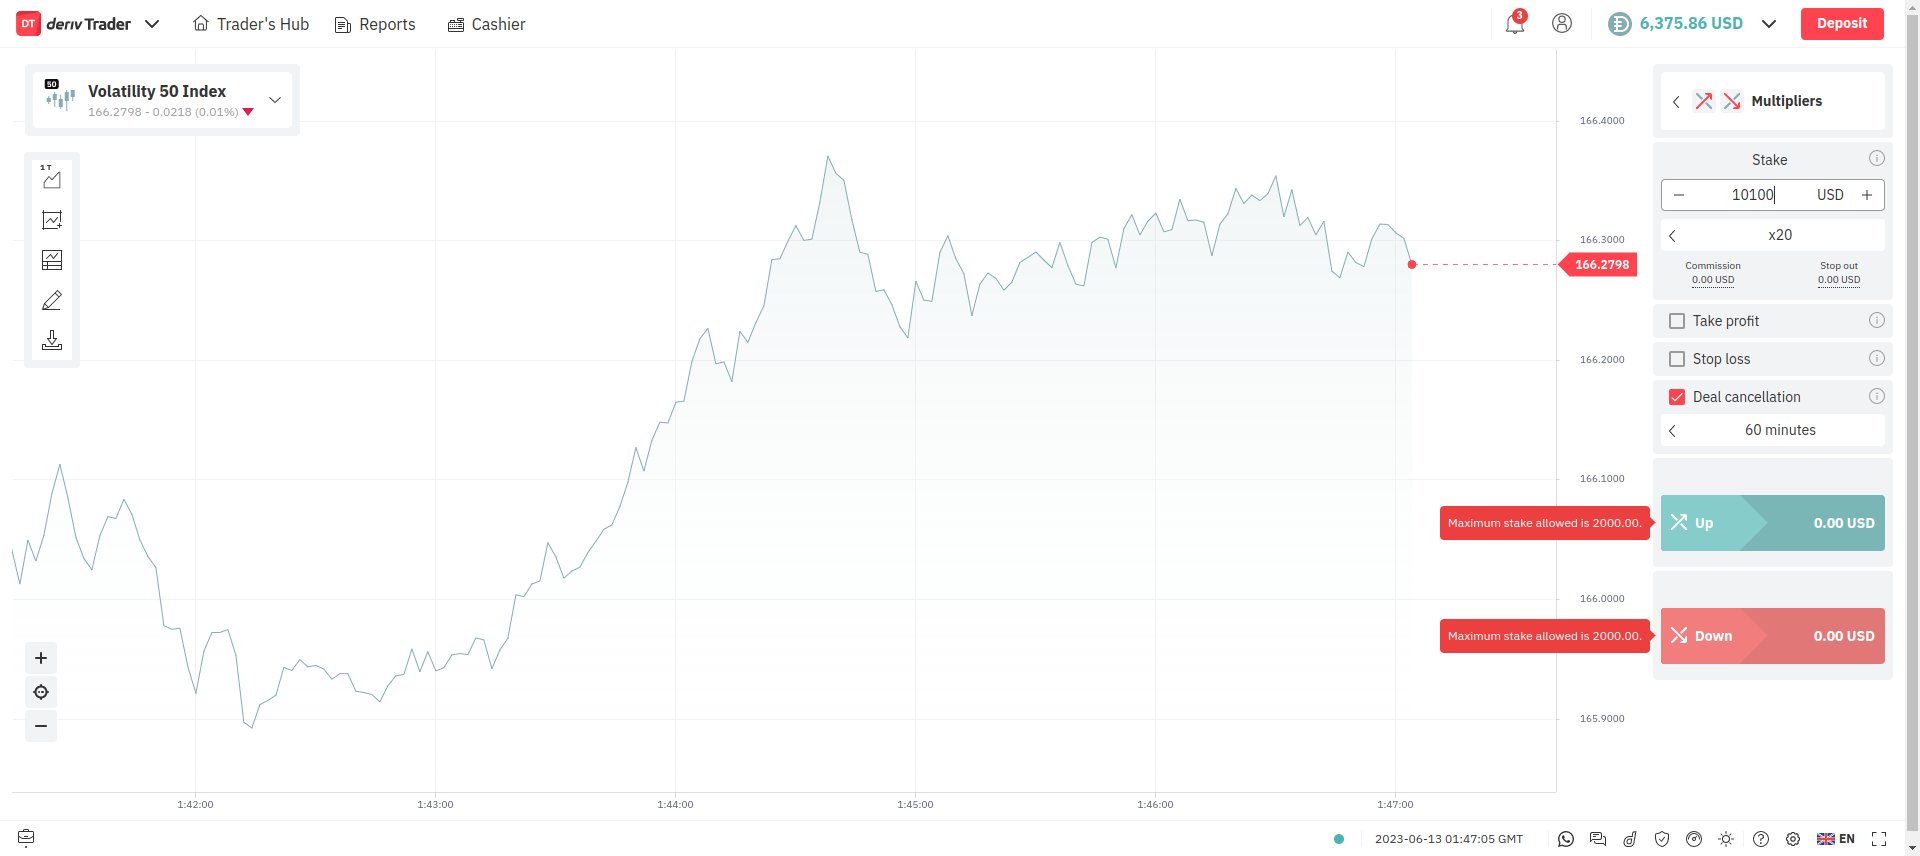 DT deriv Trader
Trader's Hub
Reports
Cashier
3
6,375.86 USD
Deposit
50
Volatility 50 Index
166.2798 - 0.0218 (0.01%)
1 T
166.4000
166.3000
166.2798
166.2000
166.1000
166.0000
165.9000
1:42:00
1:43:00
1:44:00
1:45:00
1:46:00
1:47:00
Multipliers
Stake
− 10100 USD +
x20
Commission
0.00 USD
Stop out
0.00 USD
Take profit
Stop loss
Deal cancellation
60 minutes
Maximum stake allowed is 2000.00.
Up 0.00 USD
Maximum stake allowed is 2000.00.
Down 0.00 USD
2023-06-13 01:47:05 GMT
EN